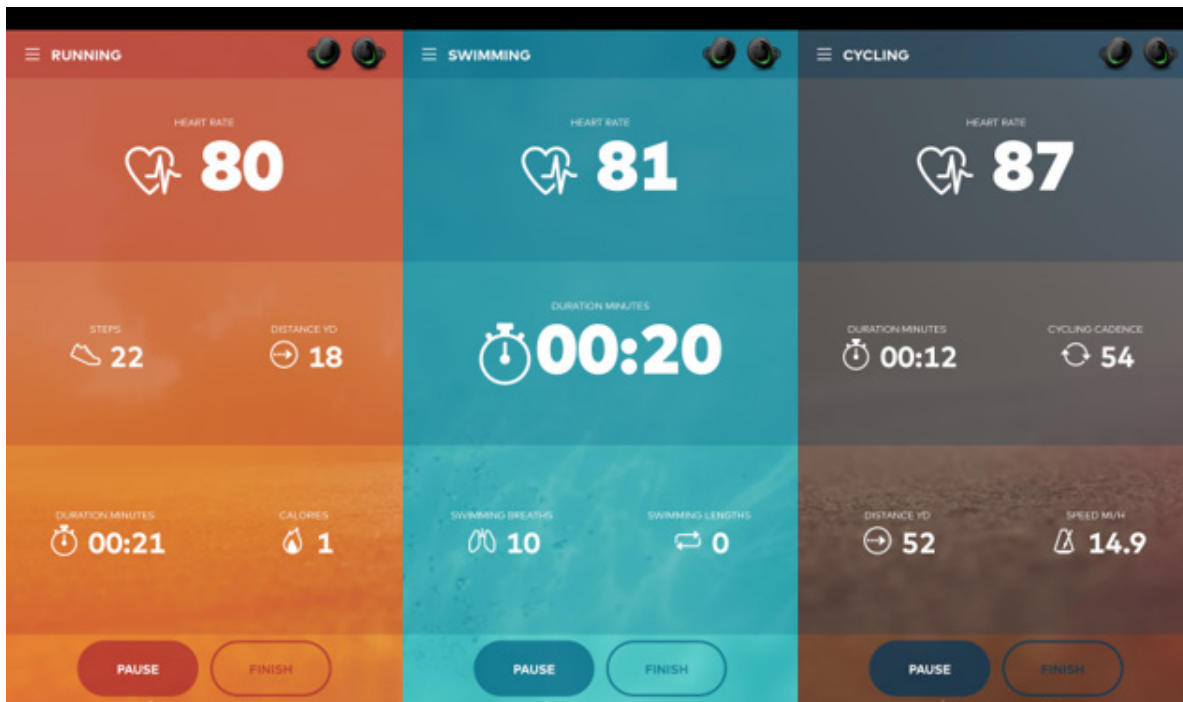 RUNNING
HEART RATE
80
STEPS
22
DISTANCE YD
18
DURATION MINUTES
00:21
CALORIES
1
PAUSE
FINISH
SWIMMING
HEART RATE
81
DURATION MINUTES
00:20
SWIMMING BREATHS
10
SWIMMING LENGTHS
0
PAUSE
FINISH
CYCLING
HEART RATE
87
DURATION MINUTES
00:12
CYCLING CADENCE
54
DISTANCE YD
52
SPEED MI/H
14.9
PAUSE
FINISH